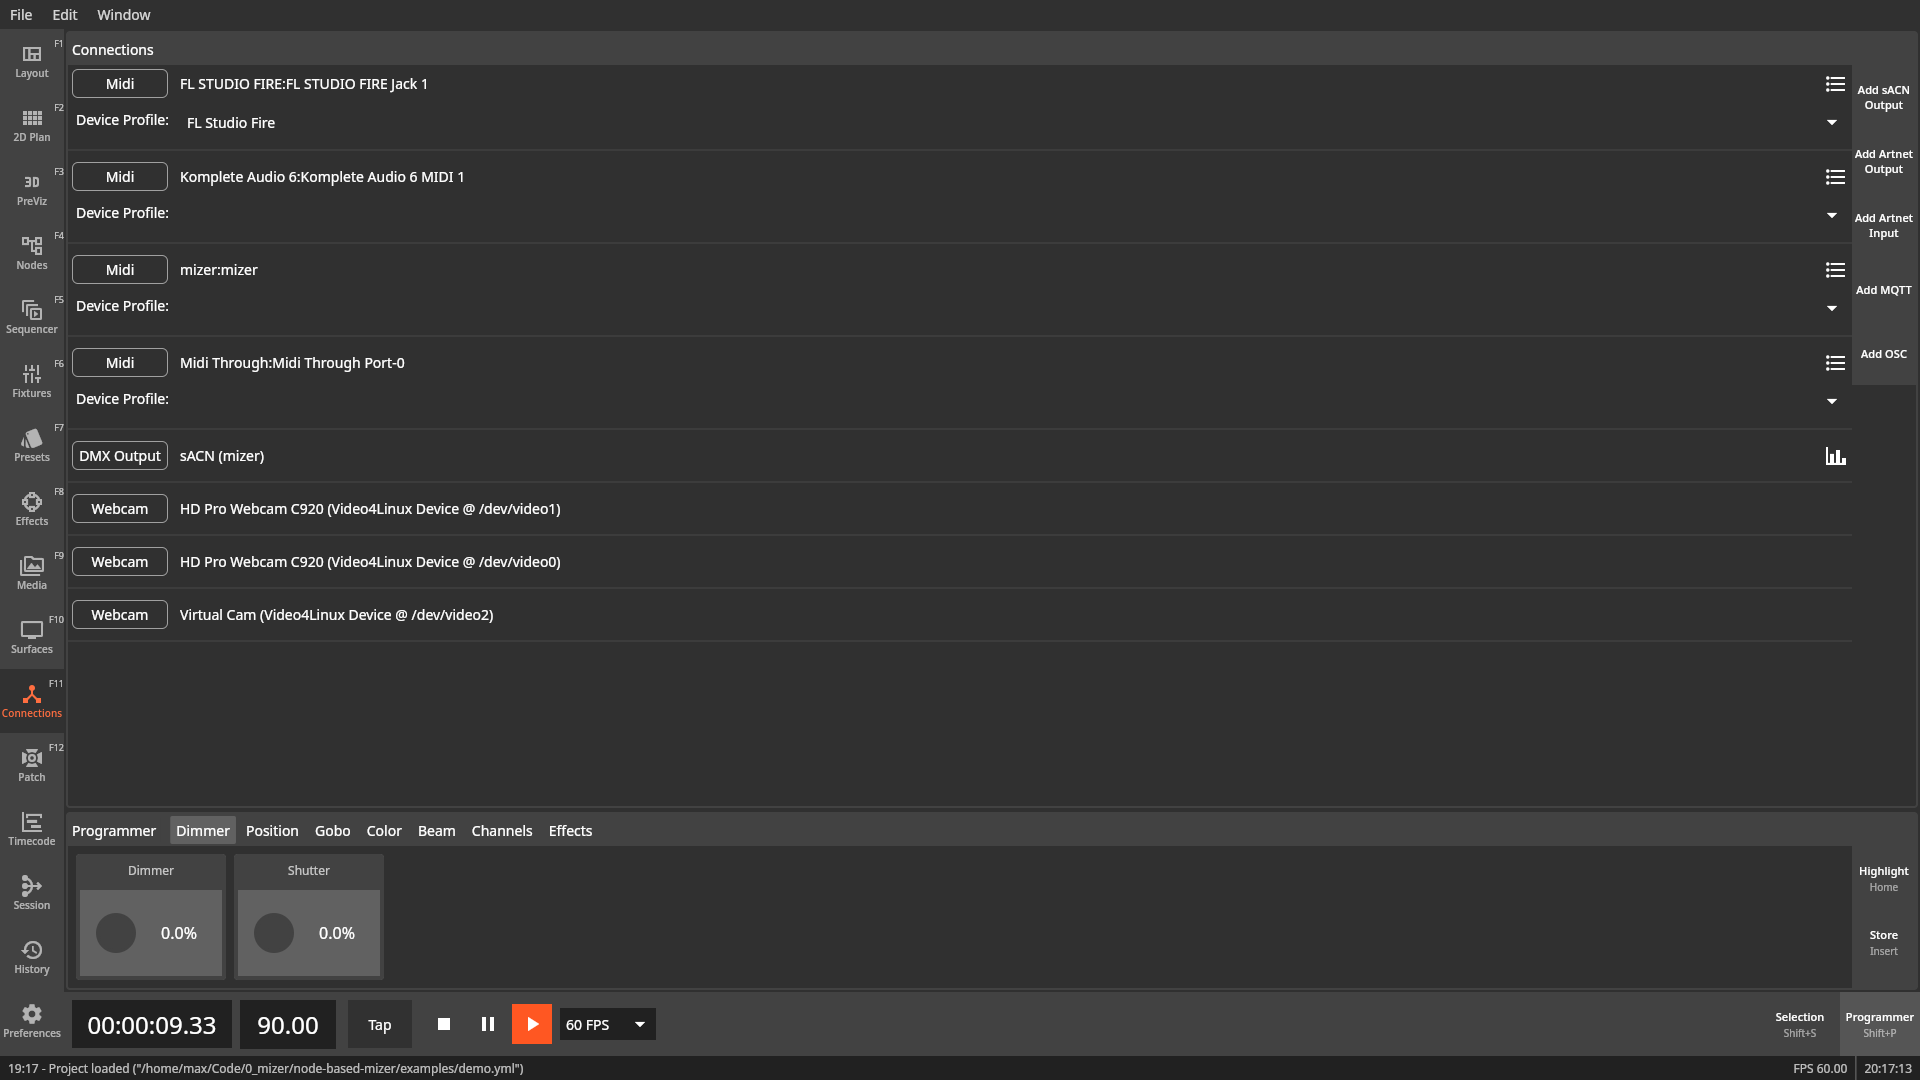 File Edit Window
F1
Layout
F2
2D Plan
F3
3D
PreViz
F4
Nodes
F5
Sequencer
F6
Fixtures
F7
Presets
F8
Effects
F9
Media
F10
Surfaces
F11
Connections
F12
Patch
Timecode
Session
History
Preferences
Connections
Midi FL STUDIO FIRE:FL STUDIO FIRE Jack 1
Device Profile: FL Studio Fire
Midi Komplete Audio 6:Komplete Audio 6 MIDI 1
Device Profile:
Midi mizer:mizer
Device Profile:
Midi Midi Through:Midi Through Port-0
Device Profile:
DMX Output sACN (mizer)
Webcam HD Pro Webcam C920 (Video4Linux Device @ /dev/video1)
Webcam HD Pro Webcam C920 (Video4Linux Device @ /dev/video0)
Webcam Virtual Cam (Video4Linux Device @ /dev/video2)
Add sACN
Output
Add Artnet
Output
Add Artnet
Input
Add MQTT
Add OSC
Programmer Dimmer Position Gobo Color Beam Channels Effects
Dimmer Shutter
0.0% 0.0%
Highlight
Home
Store
Insert
00:00:09.33 90.00 Tap 60 FPS
Selection
Shift+S
Programmer
Shift+P
19:17 - Project loaded ("/home/max/Code/0_mizer/node-based-mizer/examples/demo.yml") FPS 60.00 20:17:13